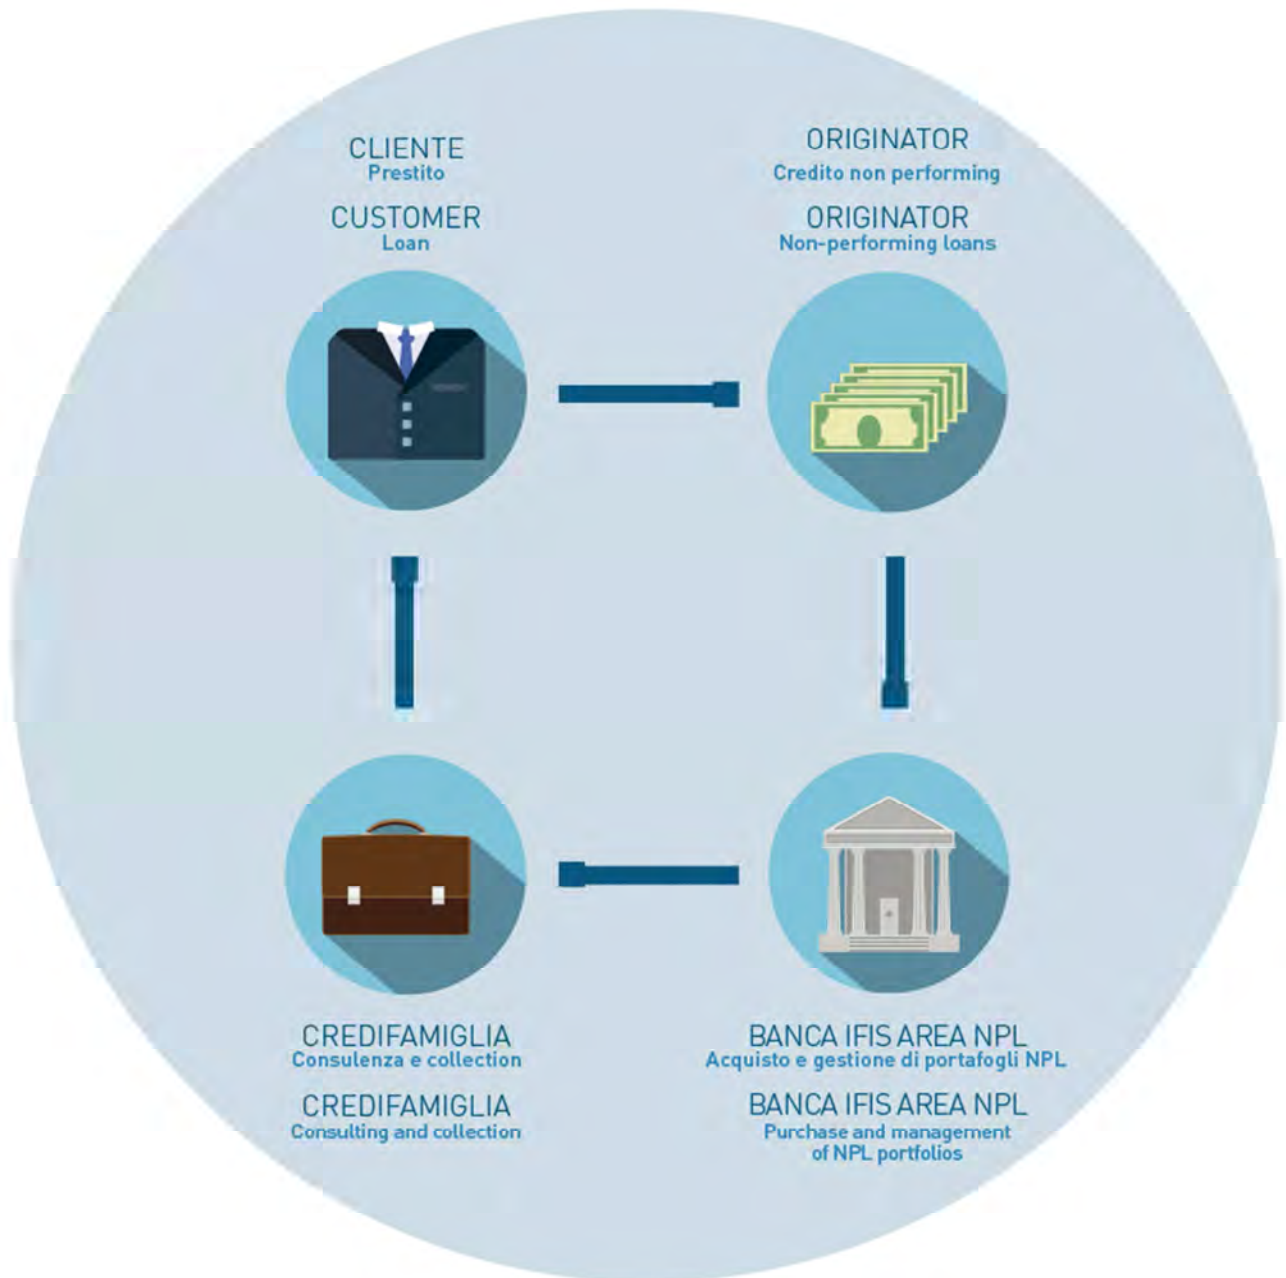 CLIENTE
Prestito
CUSTOMER
Loan
ORIGINATOR
Credito non performing
ORIGINATOR
Non-performing loans
CREDIFAMIGLIA
Consulenza e collection
CREDIFAMIGLIA
Consulting and collection
BANCA IFIS AREA NPL
Acquisto e gestione di portafogli NPL
BANCA IFIS AREA NPL
Purchase and management
of NPL portfolios